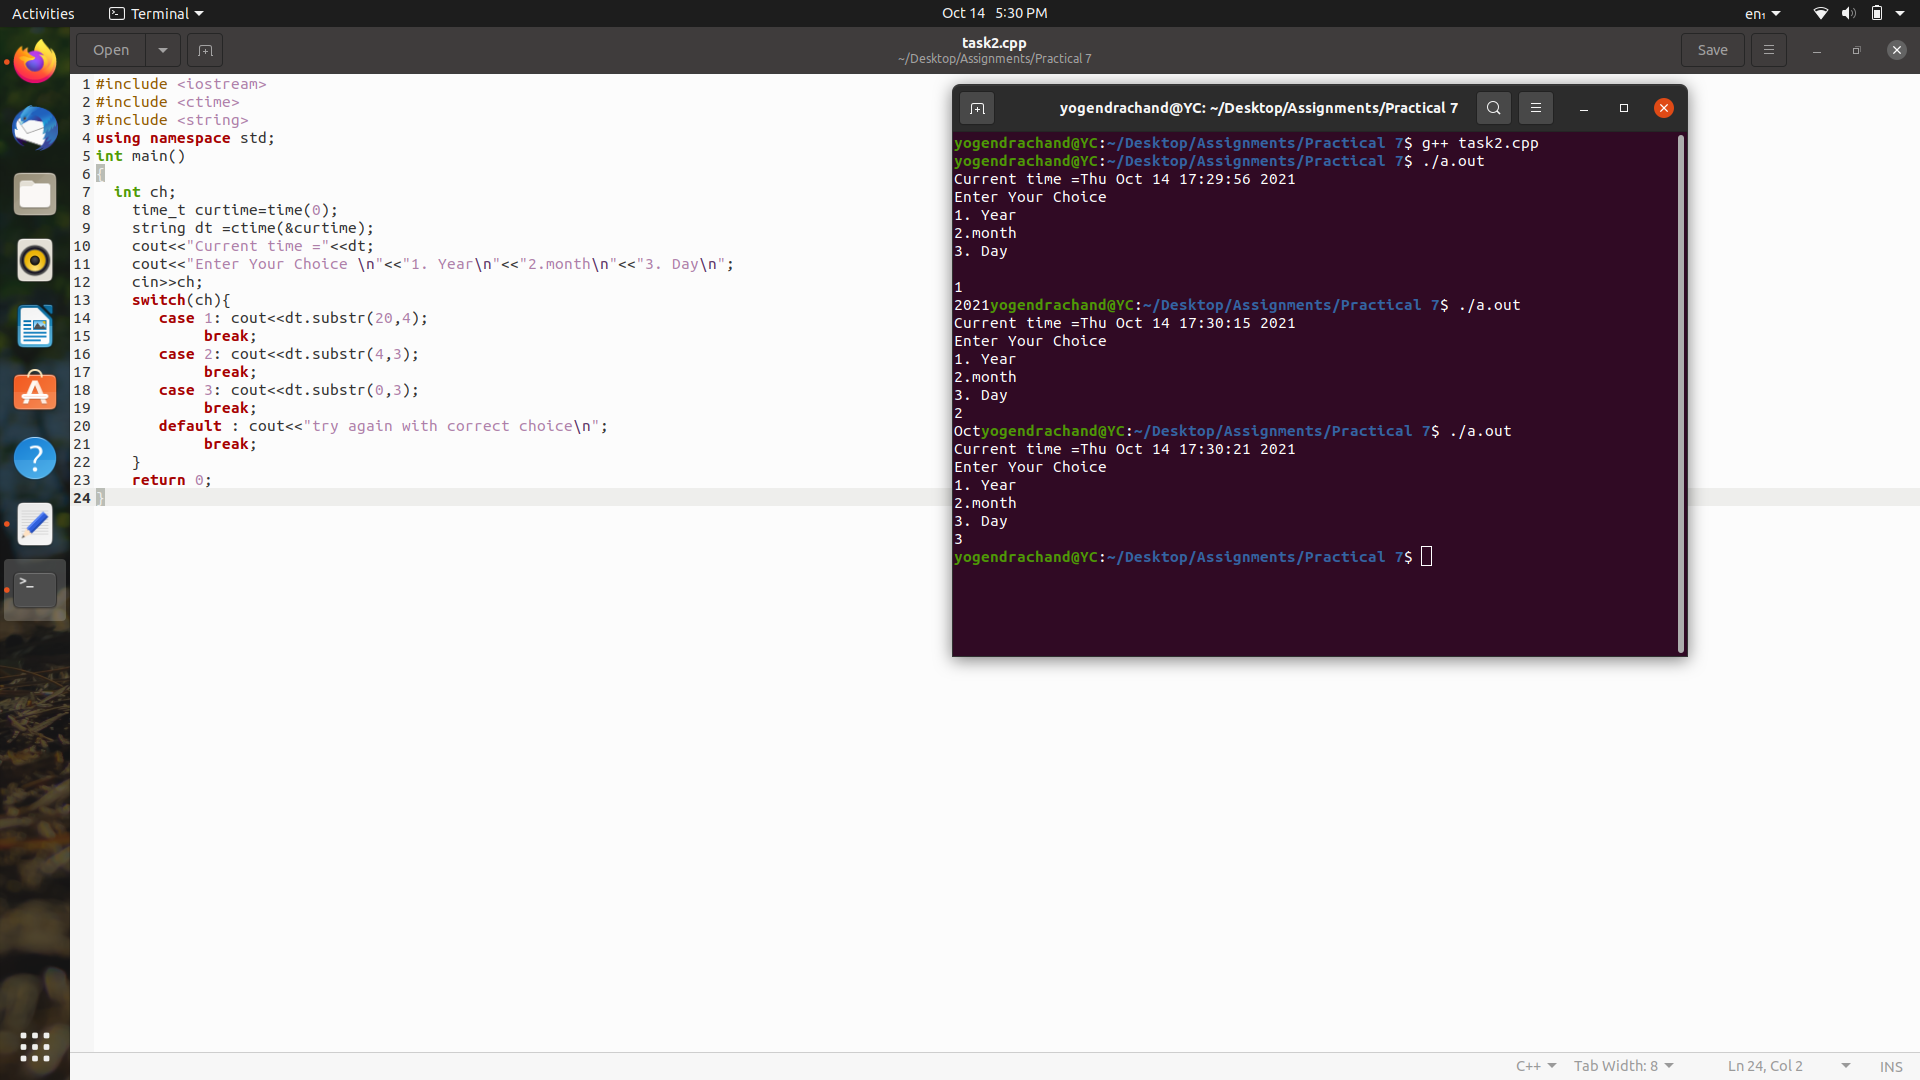 Activities Terminal Oct 14 5:30 PM en₁
Open task2.cpp Save
~/Desktop/Assignments/Practical 7
1 #include <iostream>
2 #include <ctime>
3 #include <string>
4 using namespace std;
5 int main()
6 {
7 int ch;
8 time_t curtime=time(0);
9 string dt =ctime(&curtime);
10 cout<<"Current time ="<<dt;
11 cout<<"Enter Your Choice \n"<<"1. Year\n"<<"2.month\n"<<"3. Day\n";
12 cin>>ch;
13 switch(ch){
14 case 1: cout<<dt.substr(20,4);
15 break;
16 case 2: cout<<dt.substr(4,3);
17 break;
18 case 3: cout<<dt.substr(0,3);
19 break;
20 default : cout<<"try again with correct choice\n";
21 break;
22 }
23 return 0;
24 }
yogendrachand@YC: ~/Desktop/Assignments/Practical 7
yogendrachand@YC:~/Desktop/Assignments/Practical 7$ g++ task2.cpp
yogendrachand@YC:~/Desktop/Assignments/Practical 7$ ./a.out
Current time =Thu Oct 14 17:29:56 2021
Enter Your Choice
1. Year
2.month
3. Day
1
2021yogendrachand@YC:~/Desktop/Assignments/Practical 7$ ./a.out
Current time =Thu Oct 14 17:30:15 2021
Enter Your Choice
1. Year
2.month
3. Day
2
Octyogendrachand@YC:~/Desktop/Assignments/Practical 7$ ./a.out
Current time =Thu Oct 14 17:30:21 2021
Enter Your Choice
1. Year
2.month
3. Day
3
yogendrachand@YC:~/Desktop/Assignments/Practical 7$
C++ Tab Width: 8 Ln 24, Col 2 INS